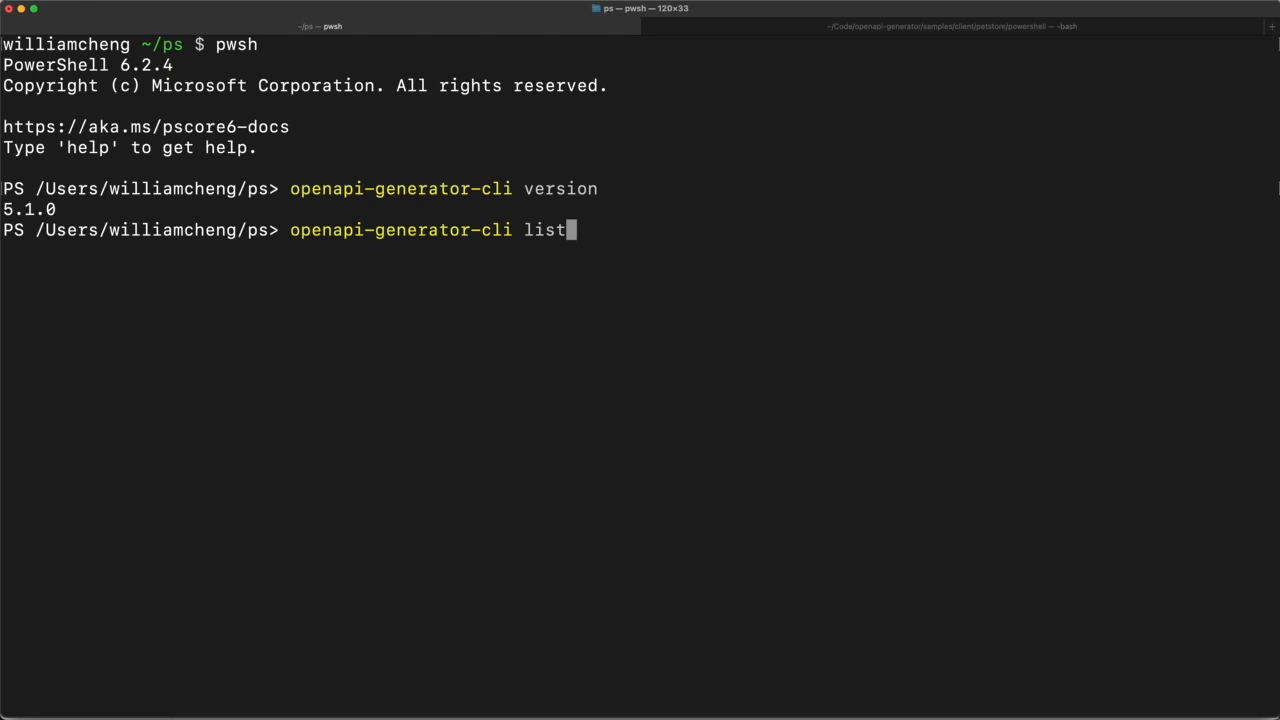 ps — pwsh — 120×33
~/ps — pwsh
~/Code/openapi-generator/samples/client/petstore/powershell — -bash
+
williamcheng ~/ps $ pwsh
PowerShell 6.2.4
Copyright (c) Microsoft Corporation. All rights reserved.
https://aka.ms/pscore6-docs
Type 'help' to get help.
PS /Users/williamcheng/ps> openapi-generator-cli version
5.1.0
PS /Users/williamcheng/ps> openapi-generator-cli list